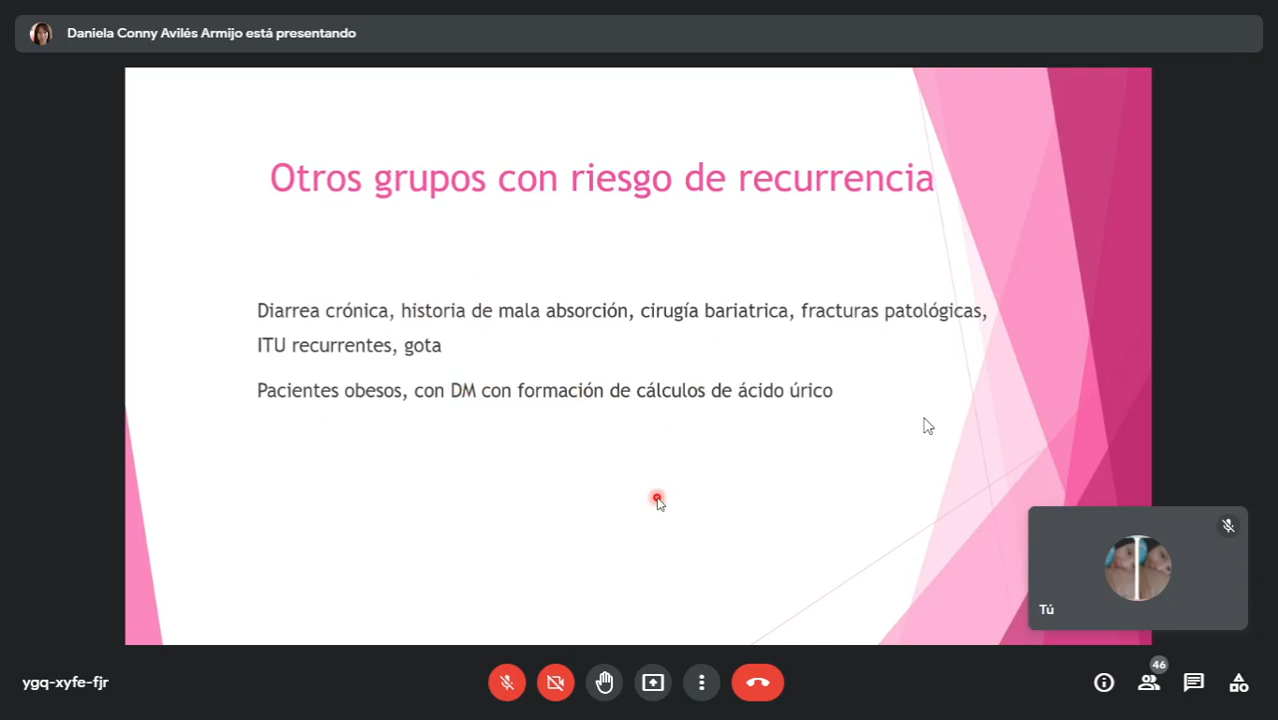 Daniela Conny Avilés Armijo está presentando
Otros grupos con riesgo de recurrencia
Diarrea crónica, historia de mala absorción, cirugía bariatrica, fracturas patológicas,
ITU recurrentes, gota
Pacientes obesos, con DM con formación de cálculos de ácido úrico
Tú
46
ygq-xyfe-fjr